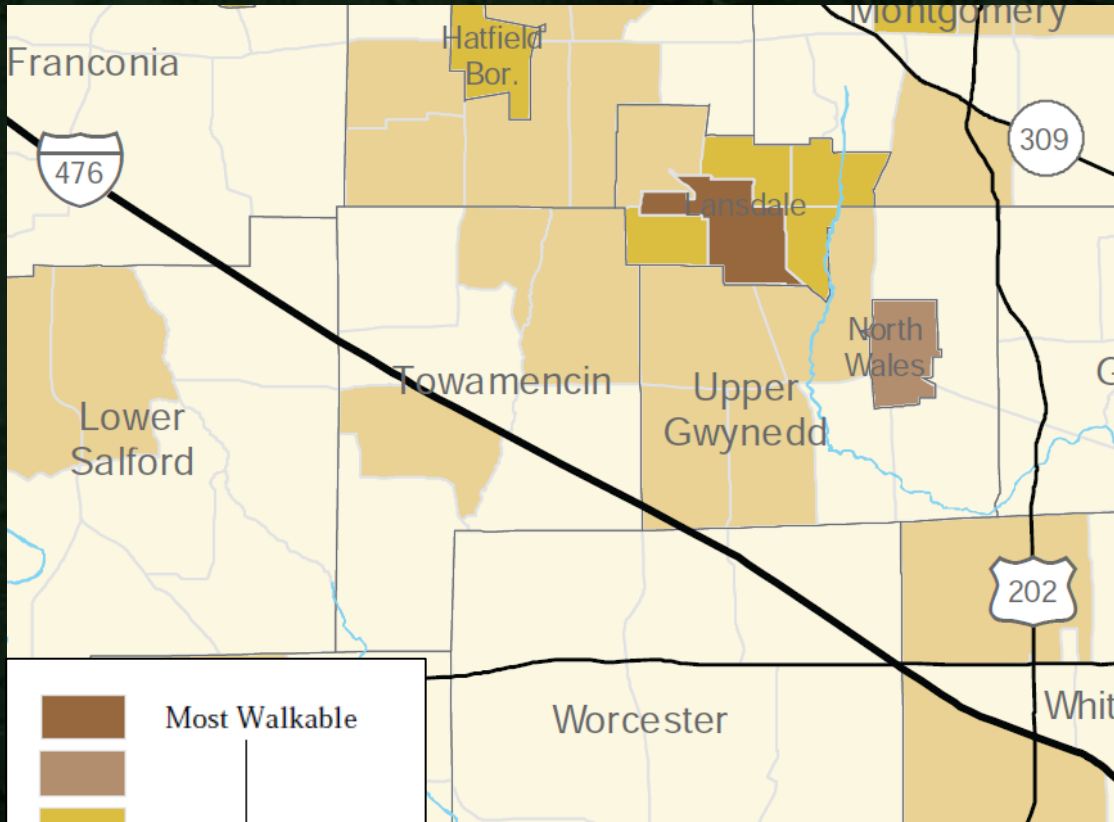 Montgomery
Hatfield
Bor.
Franconia
309
476
Lansdale
North
Wales
Towamencin
Upper
Gwynedd
G
Lower
Salford
202
Worcester
Whit
Most Walkable